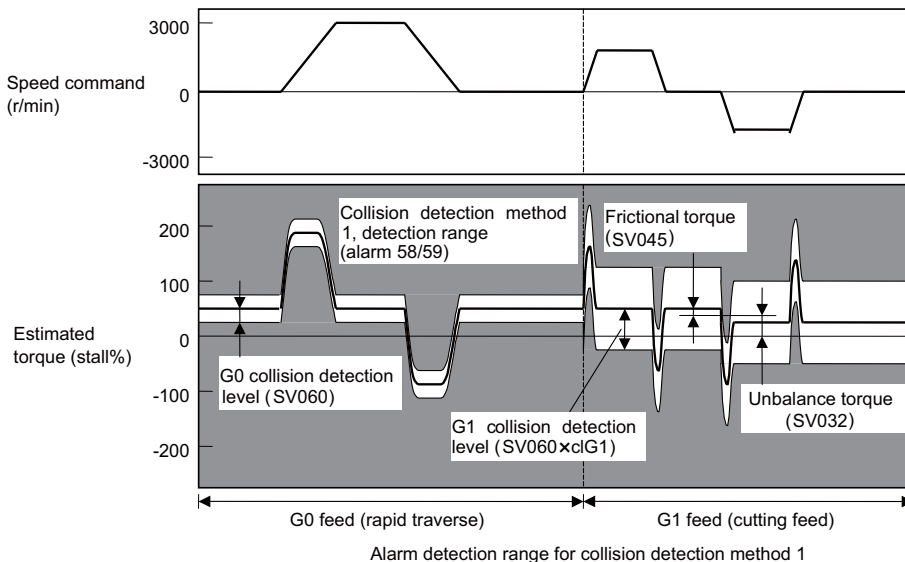 3000
Speed command
(r/min)
0
-3000
200
100
0
-100
-200
Estimated
torque (stall%)
Collision detection method
1, detection range
(alarm 58/59)
Frictional torque
(SV045)
G0 collision detection
level (SV060)
G1 collision detection
level (SV060×clG1)
Unbalance torque
(SV032)
G0 feed (rapid traverse)
G1 feed (cutting feed)
Alarm detection range for collision detection method 1